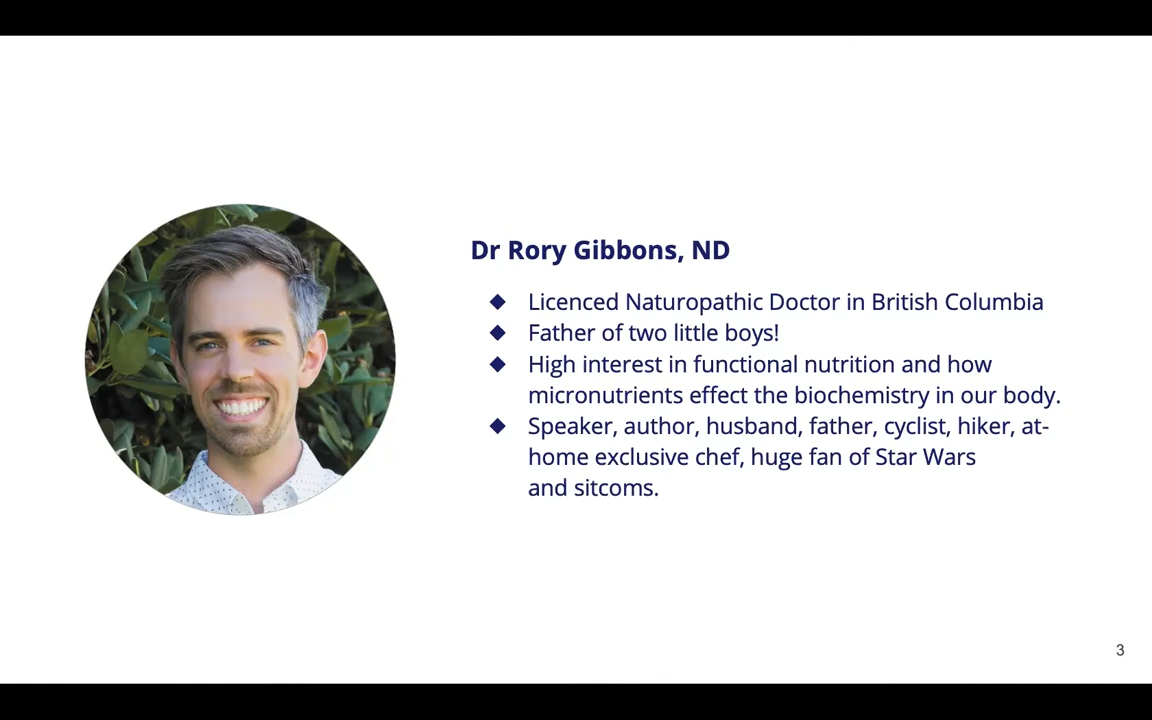 Dr Rory Gibbons, ND
◆ Licenced Naturopathic Doctor in British Columbia
◆ Father of two little boys!
◆ High interest in functional nutrition and how
micronutrients effect the biochemistry in our body.
◆ Speaker, author, husband, father, cyclist, hiker, at-
home exclusive chef, huge fan of Star Wars
and sitcoms.
3